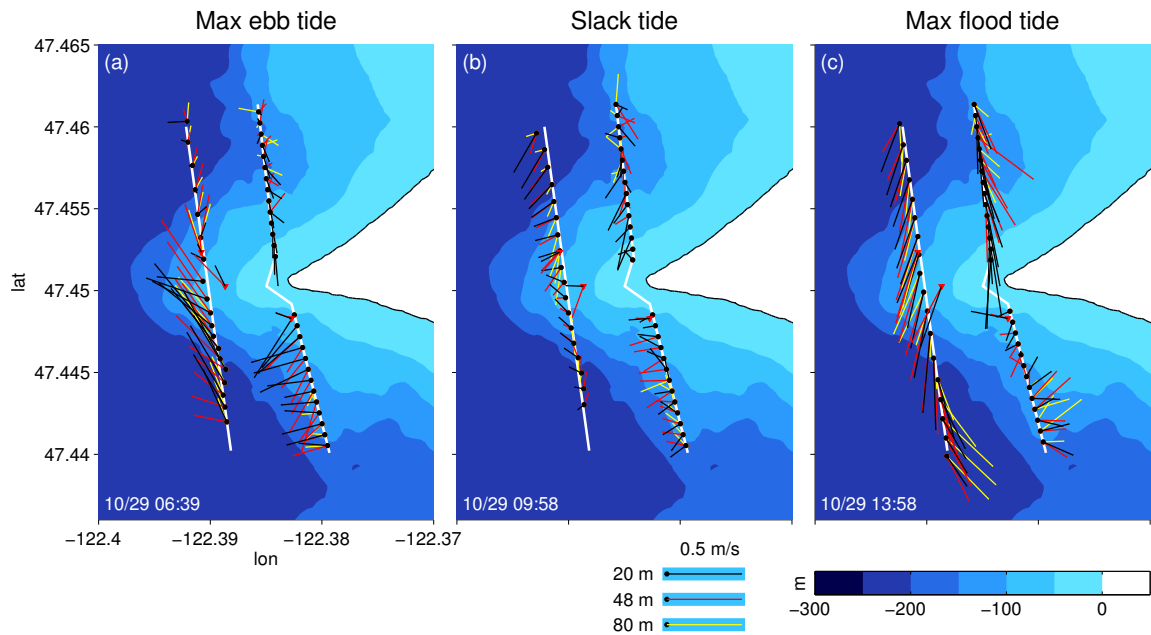 Max ebb tide
Slack tide
Max flood tide
47.465
47.46
47.455
47.45
47.445
47.44
lat
(a)
(b)
(c)
10/29 06:39
10/29 09:58
10/29 13:58
−122.4
−122.39
−122.38
−122.37
lon
0.5 m/s
20 m
48 m
80 m
m
−300
−200
−100
0